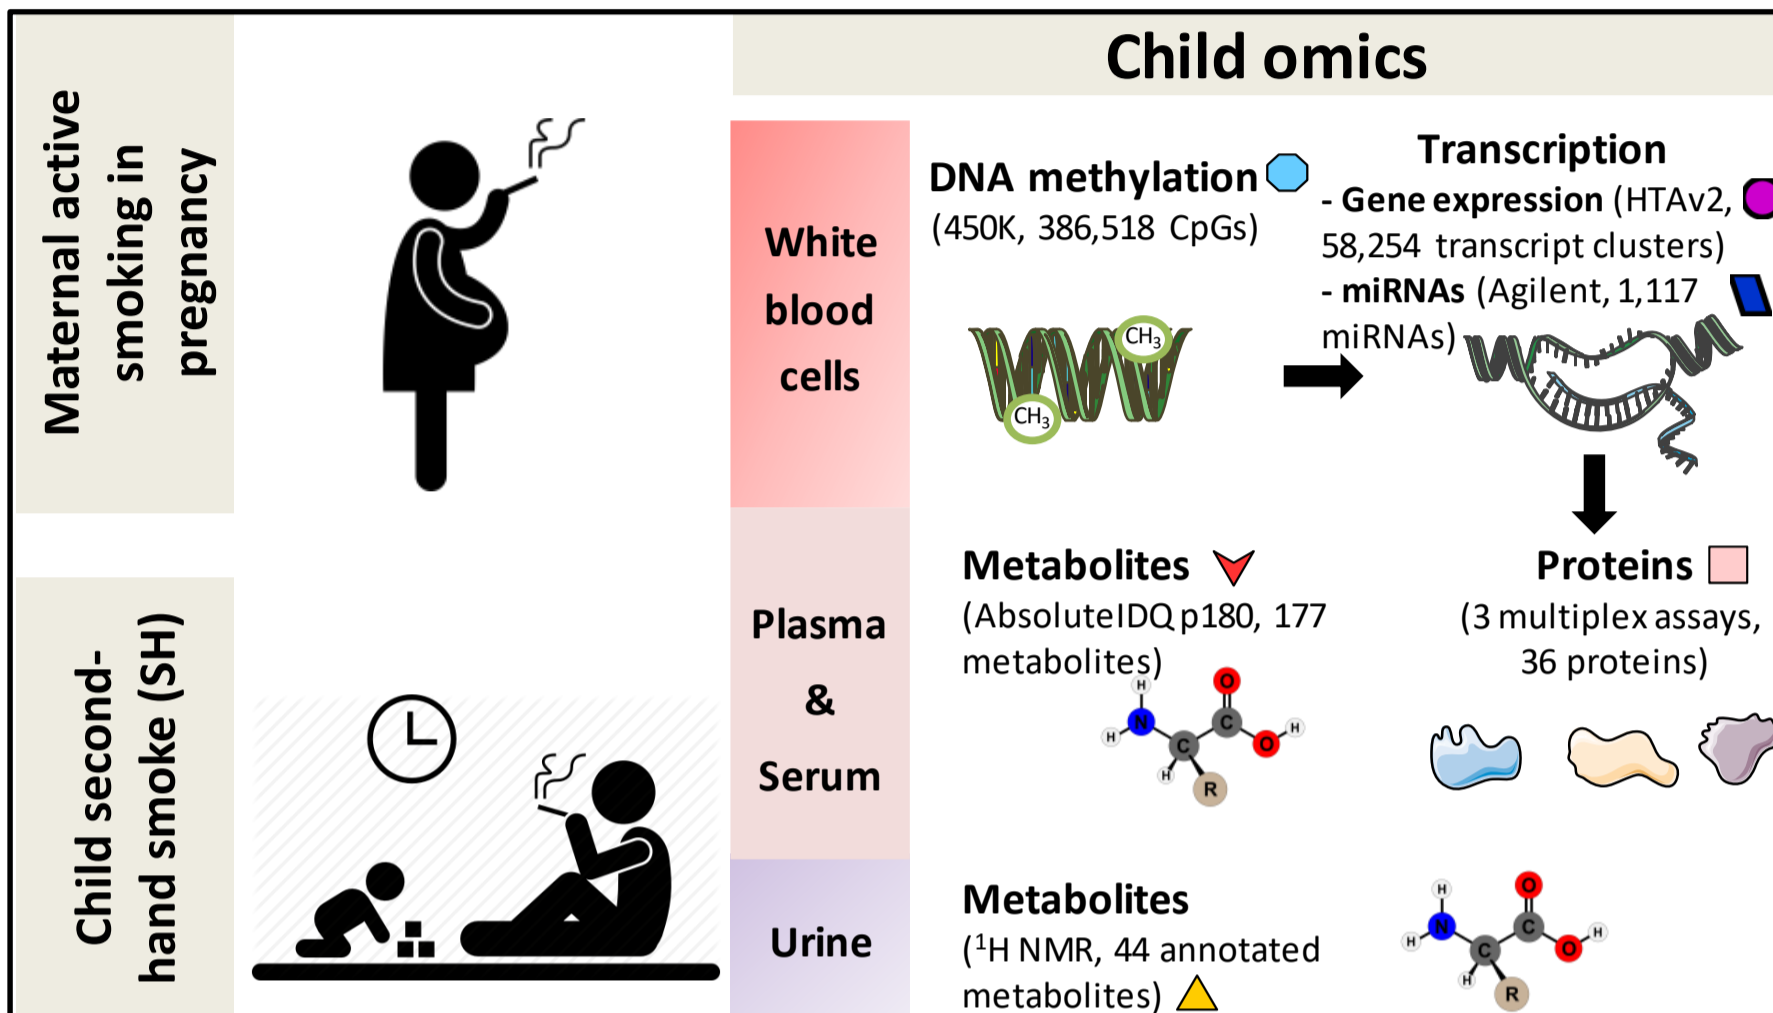 Maternal active
smoking in
pregnancy
Child second-
hand smoke (SH)
Child omics
White
blood
cells
DNA methylation
(450K, 386,518 CpGs)
CH₃
CH₃
Transcription
- Gene expression (HTAv2,
58,254 transcript clusters)
- miRNAs (Agilent, 1,117
miRNAs)
Plasma
&
Serum
Metabolites
(AbsoluteIDQ p180, 177
metabolites)
H
O
H
N
C
H
C
O
H
R
Proteins
(3 multiplex assays,
36 proteins)
Urine
Metabolites
(¹H NMR, 44 annotated
metabolites)
H
O
H
N
C
H
C
O
H
R